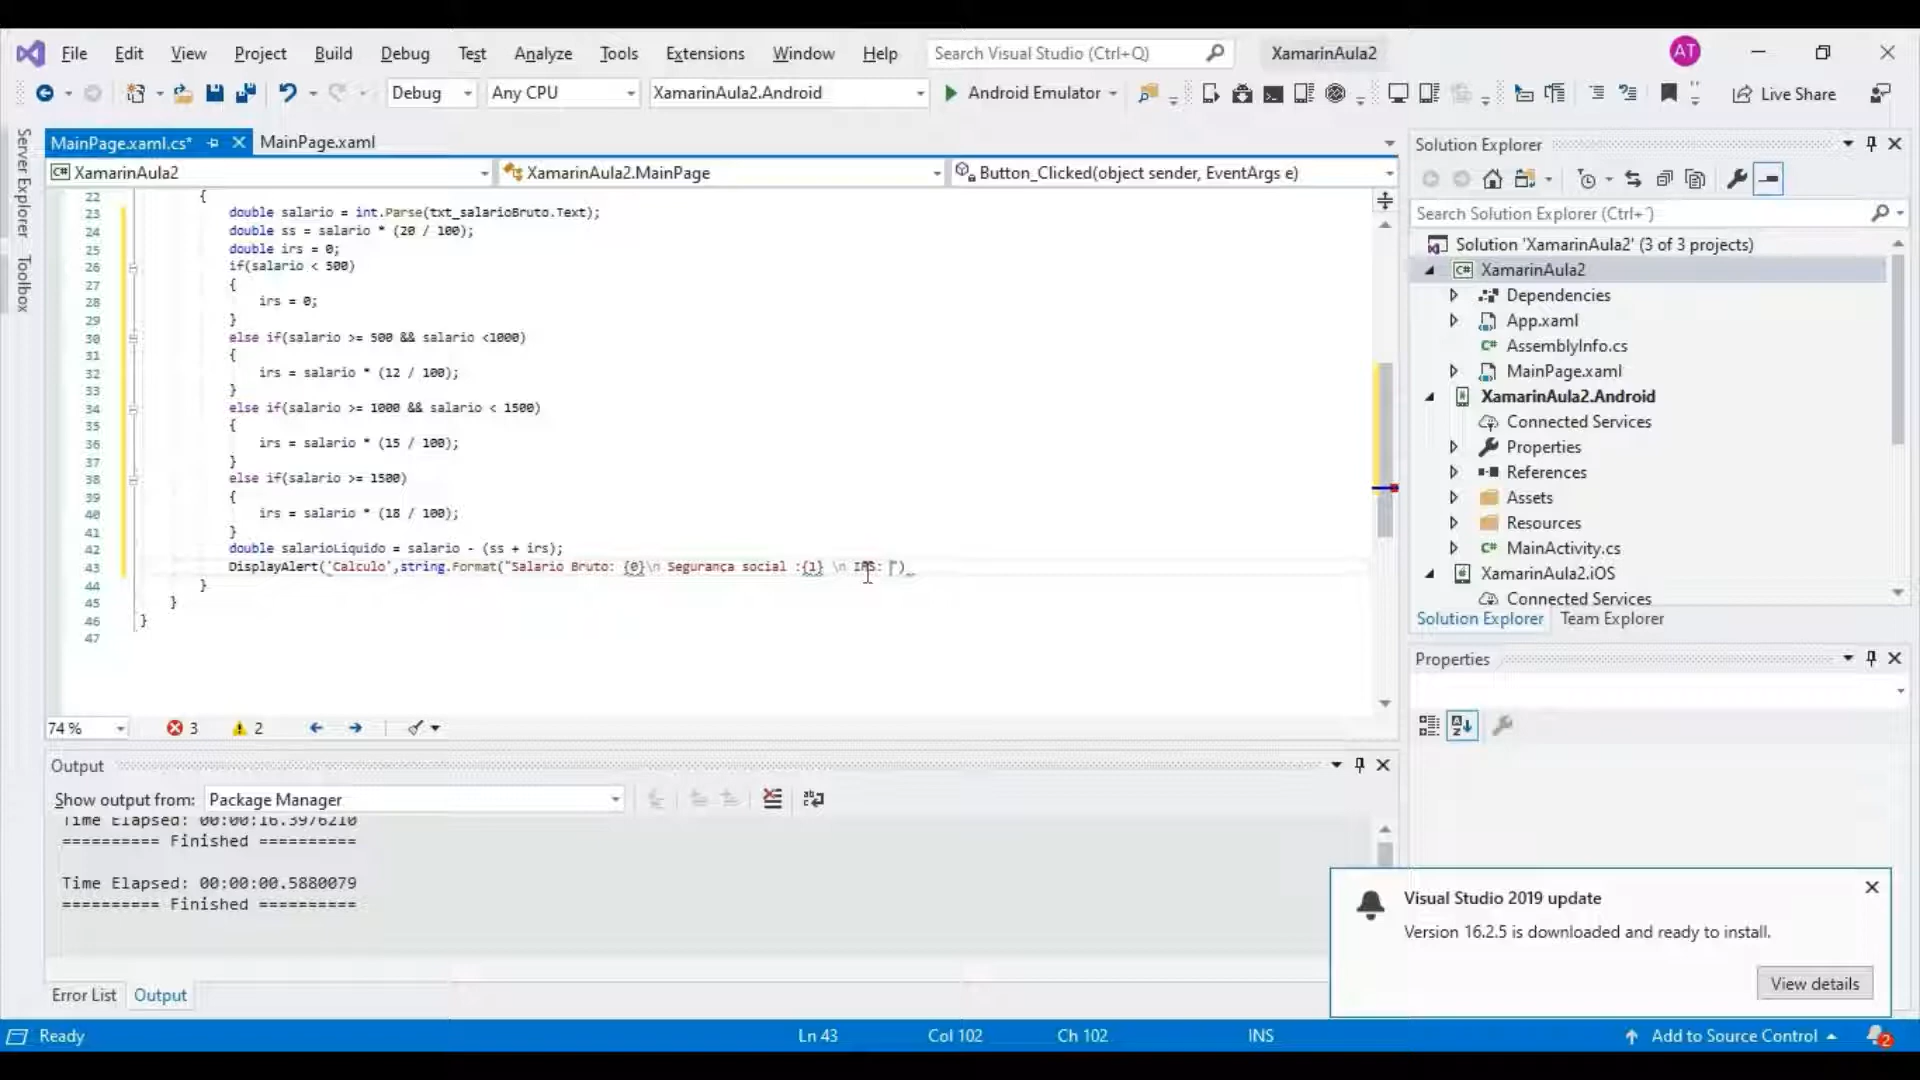 File Edit View Project Build Debug Test Analyze Tools Extensions Window Help Search Visual Studio (Ctrl+Q) XamarinAula2 AT
Debug Any CPU XamarinAula2.Android Android Emulator Live Share
Server Explorer
Toolbox
MainPage.xaml.cs* MainPage.xaml
C# XamarinAula2 XamarinAula2.MainPage Button_Clicked(object sender, EventArgs e)
22 {
23 double salario = int.Parse(txt_salarioBruto.Text);
24 double ss = salario * (20 / 100);
25 double irs = 0;
26 if(salario < 500)
27 {
28 irs = 0;
29 }
30 else if(salario >= 500 && salario <1000)
31 {
32 irs = salario * (12 / 100);
33 }
34 else if(salario >= 1000 && salario < 1500)
35 {
36 irs = salario * (15 / 100);
37 }
38 else if(salario >= 1500)
39 {
40 irs = salario * (18 / 100);
41 }
42 double salarioLiquido = salario - (ss + irs);
43 DisplayAlert('Calculo',string.Format("Salario Bruto: {0}\n Segurança social :{1} \n IRS: ")
44 }
45 }
46 }
47
74 % 3 2
Output
Show output from: Package Manager
Time Elapsed: 00:00:16.3976210
========== Finished ==========
Time Elapsed: 00:00:00.5880079
========== Finished ==========
Error List Output
Solution Explorer
Search Solution Explorer (Ctrl+´)
Solution 'XamarinAula2' (3 of 3 projects)
C# XamarinAula2
Dependencies
App.xaml
C# AssemblyInfo.cs
MainPage.xaml
XamarinAula2.Android
Connected Services
Properties
References
Assets
Resources
C# MainActivity.cs
XamarinAula2.iOS
Connected Services
Solution Explorer Team Explorer
Properties
Visual Studio 2019 update
Version 16.2.5 is downloaded and ready to install.
View details
Ready Ln 43 Col 102 Ch 102 INS Add to Source Control 2